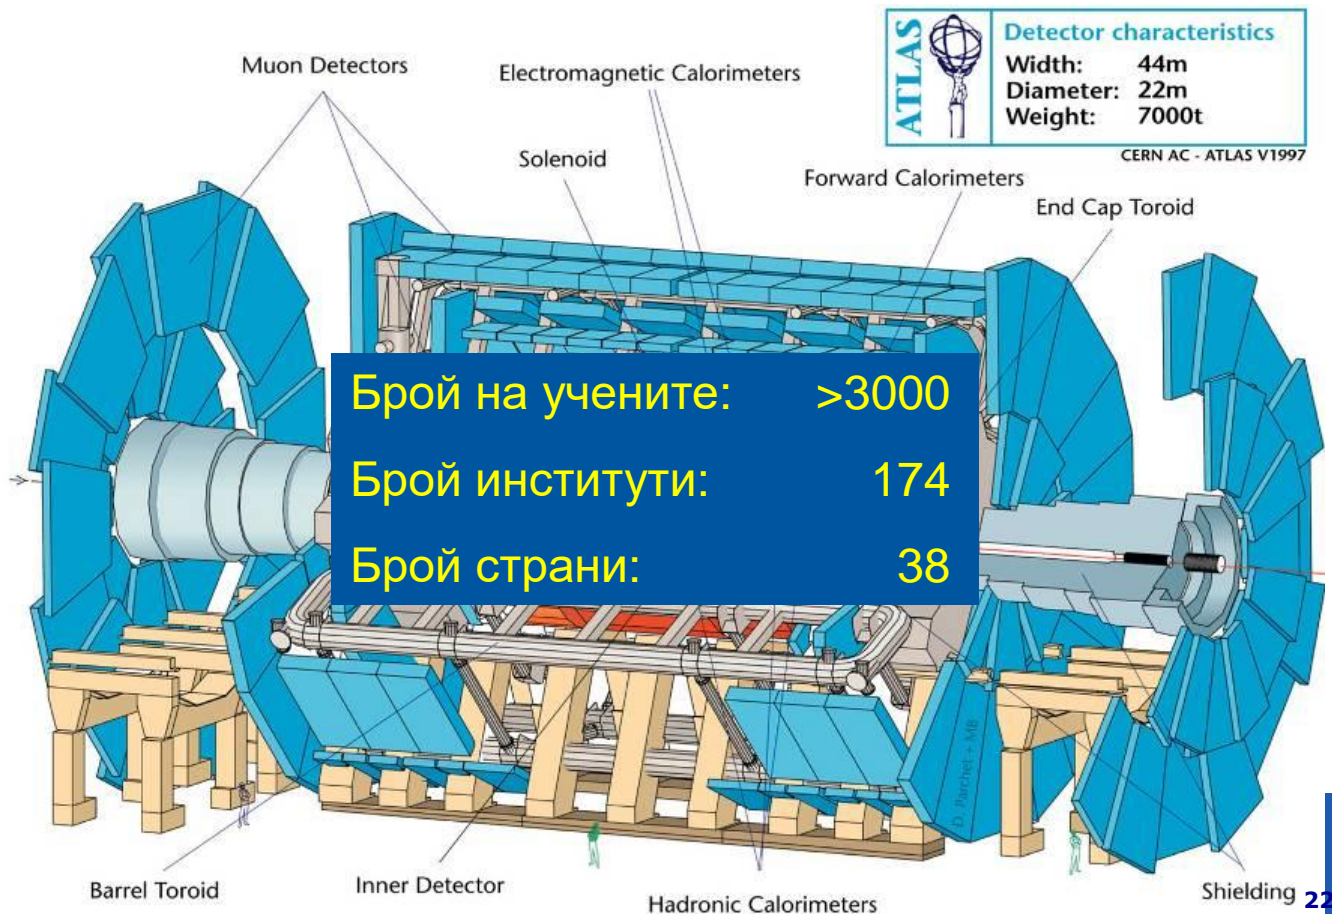 ATLAS
Detector characteristics
Width: 44m
Diameter: 22m
Weight: 7000t
CERN AC - ATLAS V1997
Muon Detectors
Electromagnetic Calorimeters
Solenoid
Forward Calorimeters
End Cap Toroid
Брой на учените: >3000
Брой институти: 174
Брой страни: 38
D. Parchet + MB
Barrel Toroid
Inner Detector
Hadronic Calorimeters
Shielding
22